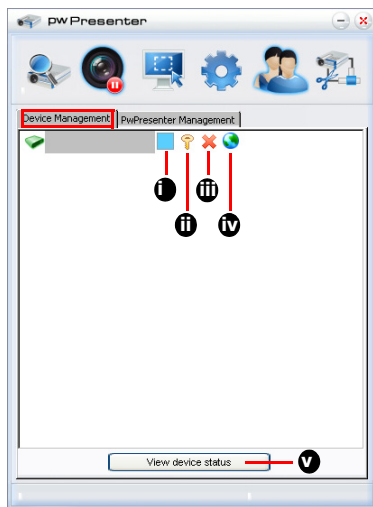 PWPresenter
Device Management PwPresenter Management
i
ii
iii
iv
View device status
v